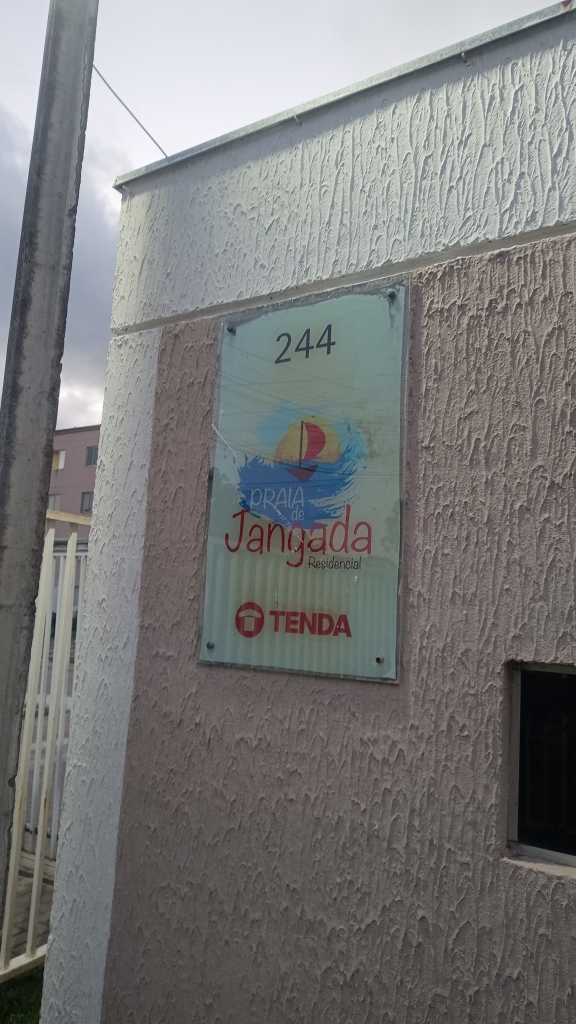 244
PRAIA
de
Jangada
Residencial
TENDA